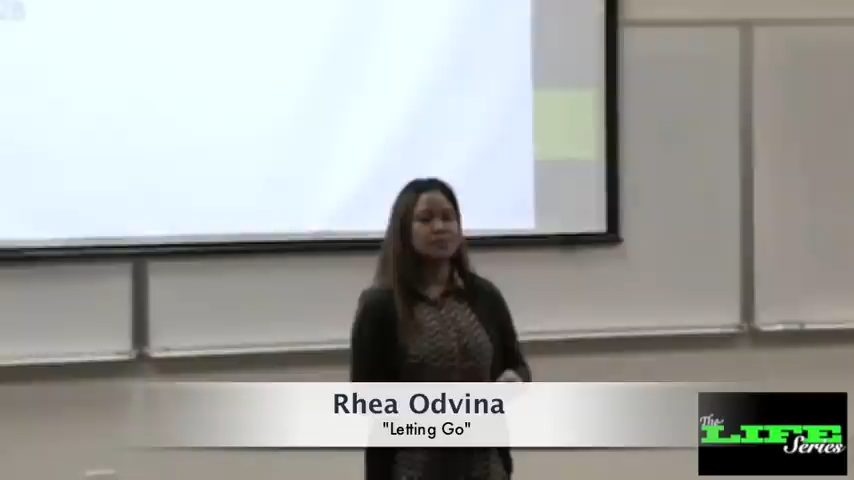 Rhea Odvina
"Letting Go"
The
LIFE
Series